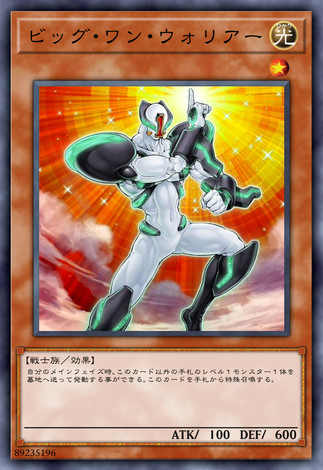 ビッグ・ワン・ウォリアー
光
【戦士族／効果】
自分のメインフェイズ時、このカード以外の手札のレベル１モンスター１体を
墓地へ送って発動する事ができる。このカードを手札から特殊召喚する。
ATK/ 100 DEF/ 600
89235196